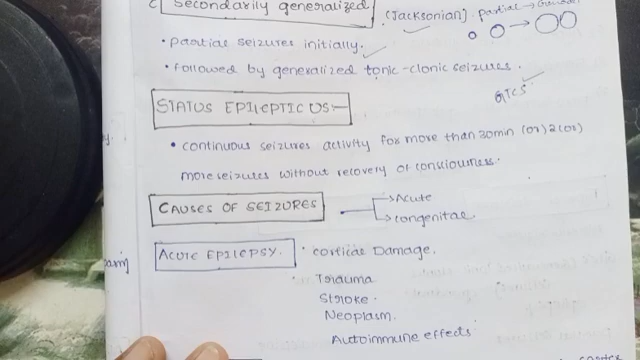 C) Secondarily generalized (Jacksonian). partial → General
• partial seizures initially.
• followed by generalized tonic-clonic seizures.
GTCS
STATUS EPILEPTICUS:-
• continuous seizures activity for more than 30min (or) 2 (or)
more seizures without recovery of consciousness.
CAUSES OF SEIZURES → Acute
→ congenital.
ACUTE EPILEPSY. • cortical Damage.
Trauma
Stroke.
Neoplasm.
Autoimmune effects